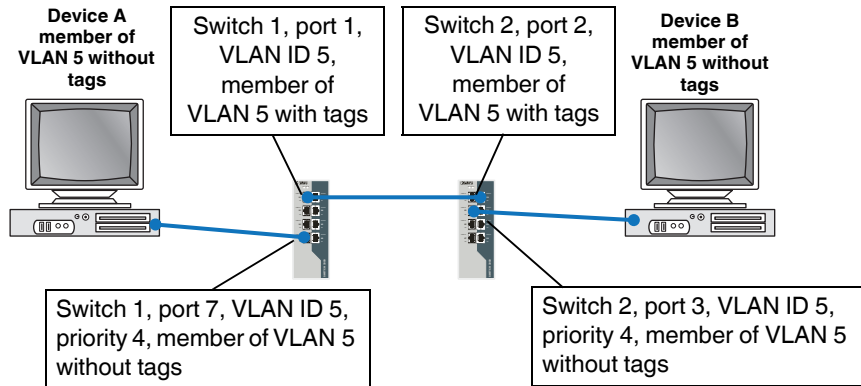 Device A
member of
VLAN 5 without
tags
Switch 1, port 1,
VLAN ID 5,
member of
VLAN 5 with tags
Switch 2, port 2,
VLAN ID 5,
member of
VLAN 5 with tags
Device B
member of
VLAN 5 without
tags
Switch 1, port 7, VLAN ID 5,
priority 4, member of VLAN 5
without tags
Switch 2, port 3, VLAN ID 5,
priority 4, member of VLAN 5
without tags